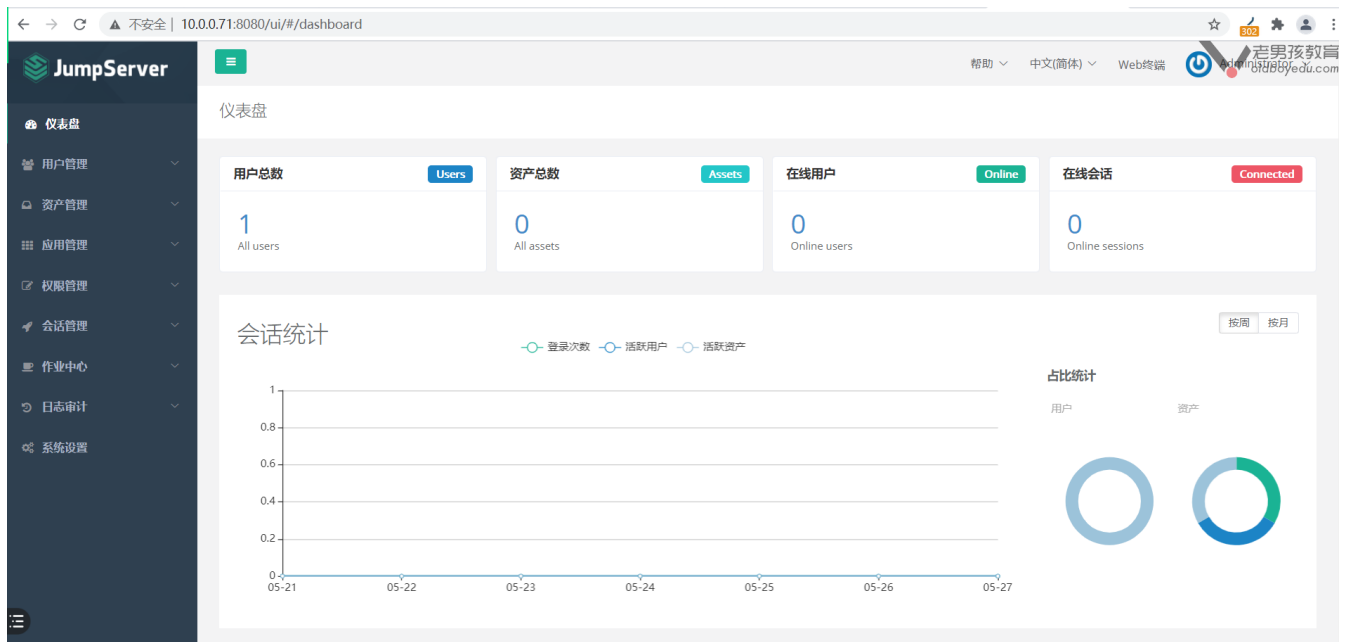 不安全 | 10.0.0.71:8080/ui/#/dashboard
302
JumpServer
帮助
中文(简体)
Web终端
Administrator
老男孩教育
oldboyedu.com
仪表盘
用户管理
资产管理
应用管理
权限管理
会话管理
作业中心
日志审计
系统设置
仪表盘
用户总数 Users
1
All users
资产总数 Assets
0
All assets
在线用户 Online
0
Online users
在线会话 Connected
0
Online sessions
会话统计
登录次数 活跃用户 活跃资产
按周 按月
1
0.8
0.6
0.4
0.2
0
05-21 05-22 05-23 05-24 05-25 05-26 05-27
占比统计
用户 资产